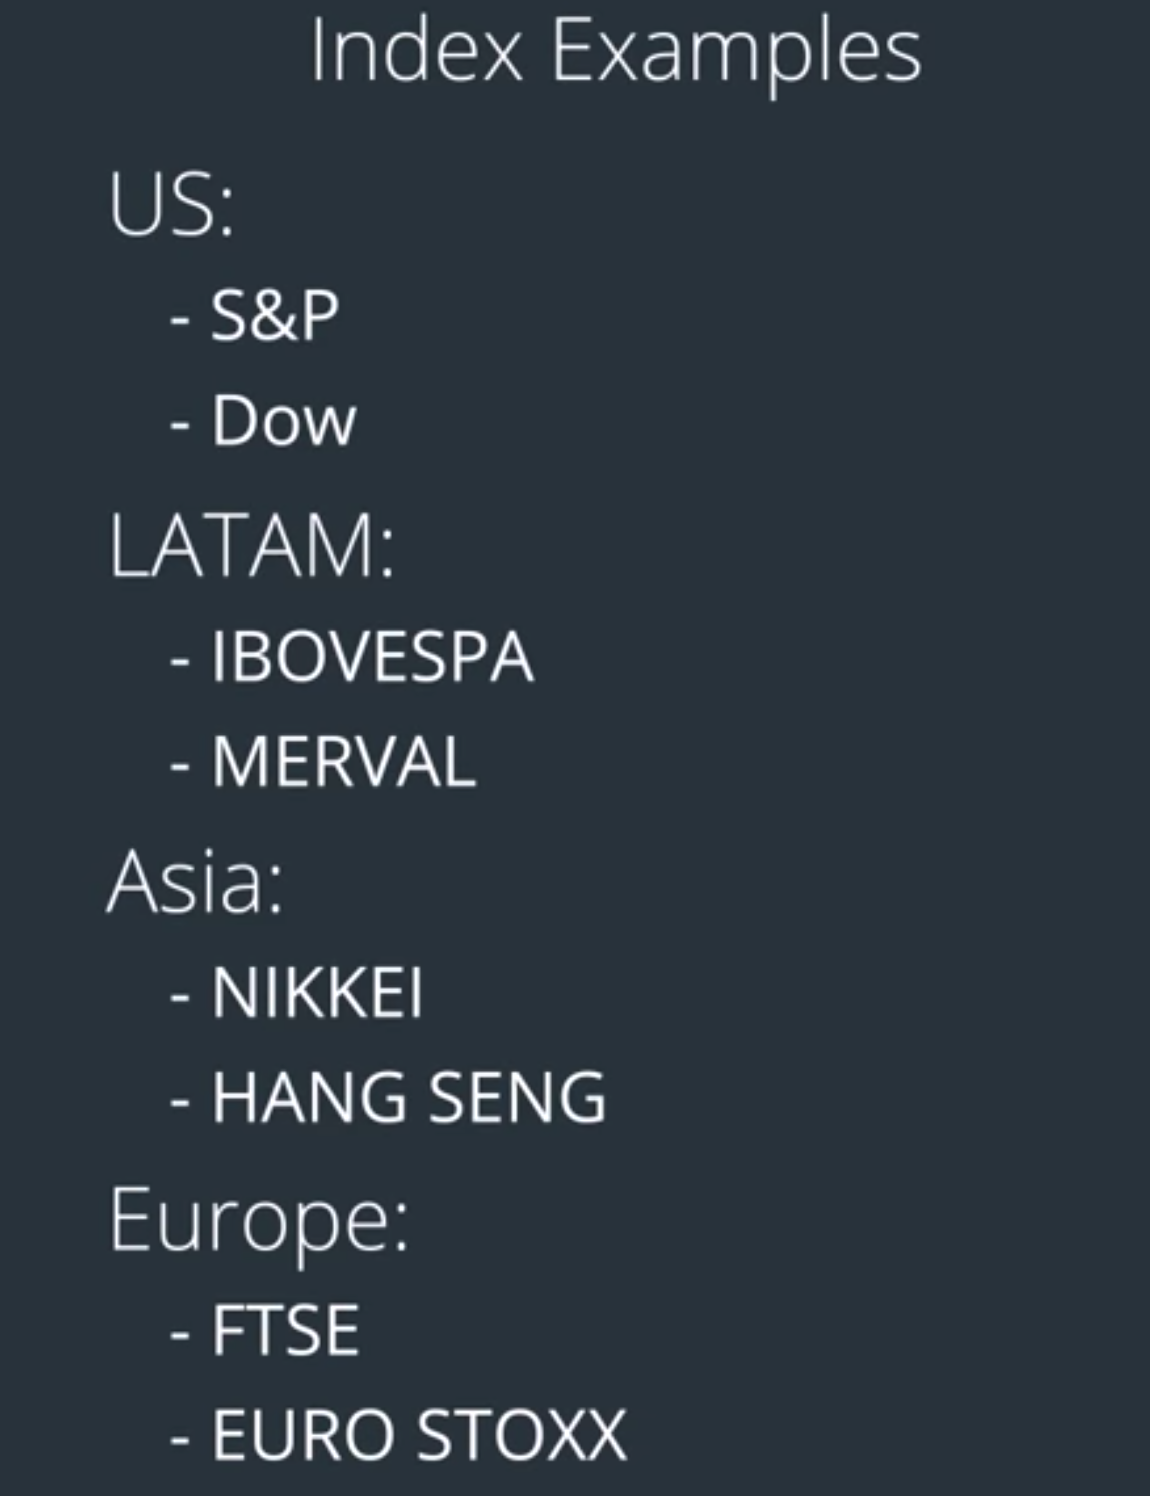 Index Examples
US:
- S&P
- Dow
LATAM:
- IBOVESPA
- MERVAL
Asia:
- NIKKEI
- HANG SENG
Europe:
- FTSE
- EURO STOXX